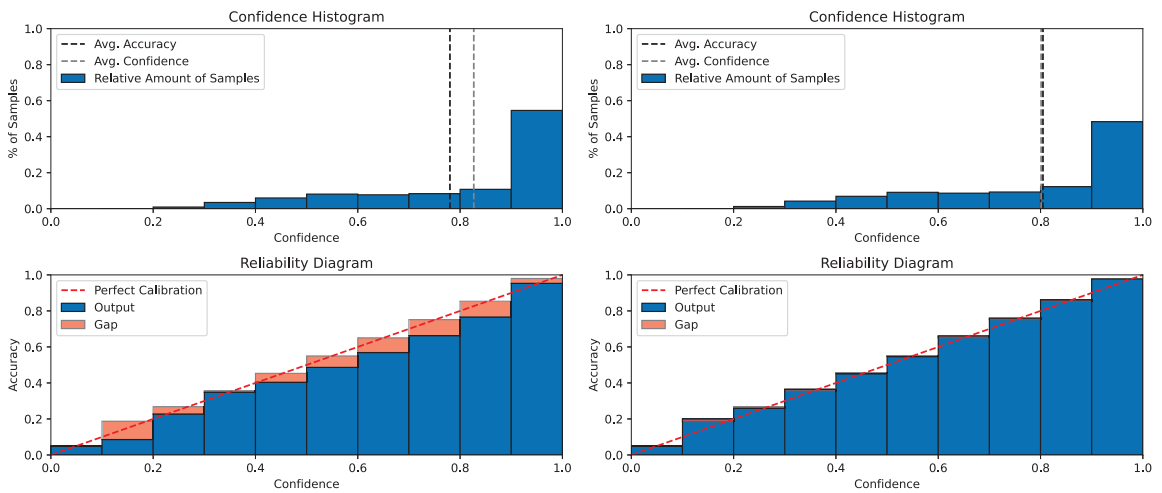 Confidence Histogram
1.0
0.8
0.6
0.4
0.2
0.0
% of Samples
Avg. Accuracy
Avg. Confidence
Relative Amount of Samples
0.0 0.2 0.4 0.6 0.8 1.0
Confidence
Confidence Histogram
1.0
0.8
0.6
0.4
0.2
0.0
% of Samples
Avg. Accuracy
Avg. Confidence
Relative Amount of Samples
0.0 0.2 0.4 0.6 0.8 1.0
Confidence
Reliability Diagram
1.0
0.8
0.6
0.4
0.2
0.0
Accuracy
Perfect Calibration
Output
Gap
0.0 0.2 0.4 0.6 0.8 1.0
Confidence
Reliability Diagram
1.0
0.8
0.6
0.4
0.2
0.0
Accuracy
Perfect Calibration
Output
Gap
0.0 0.2 0.4 0.6 0.8 1.0
Confidence